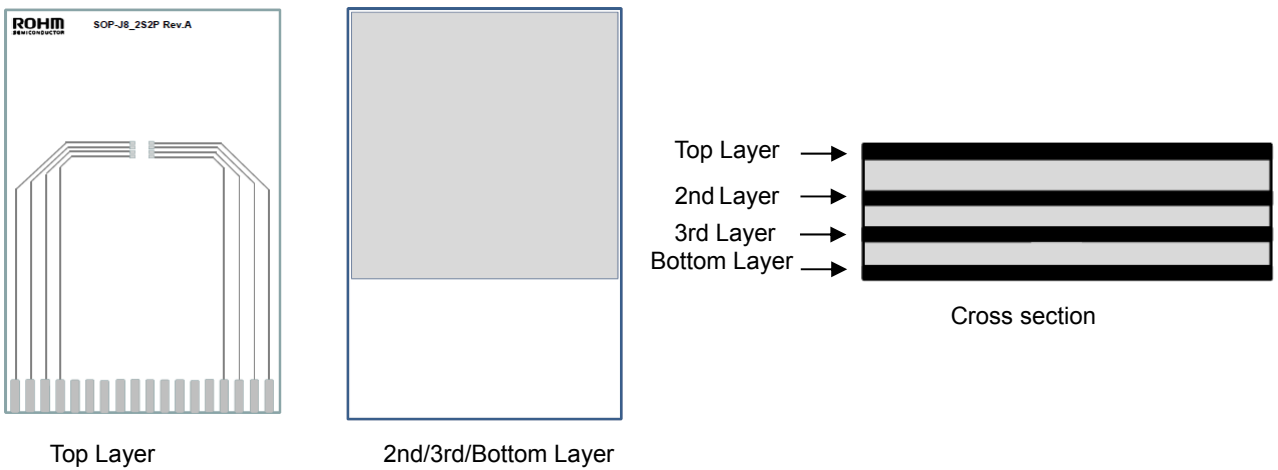 ROHM
SEMICONDUCTOR
SOP-J8_2S2P Rev.A
Top Layer
2nd/3rd/Bottom Layer
Top Layer
2nd Layer
3rd Layer
Bottom Layer
Cross section